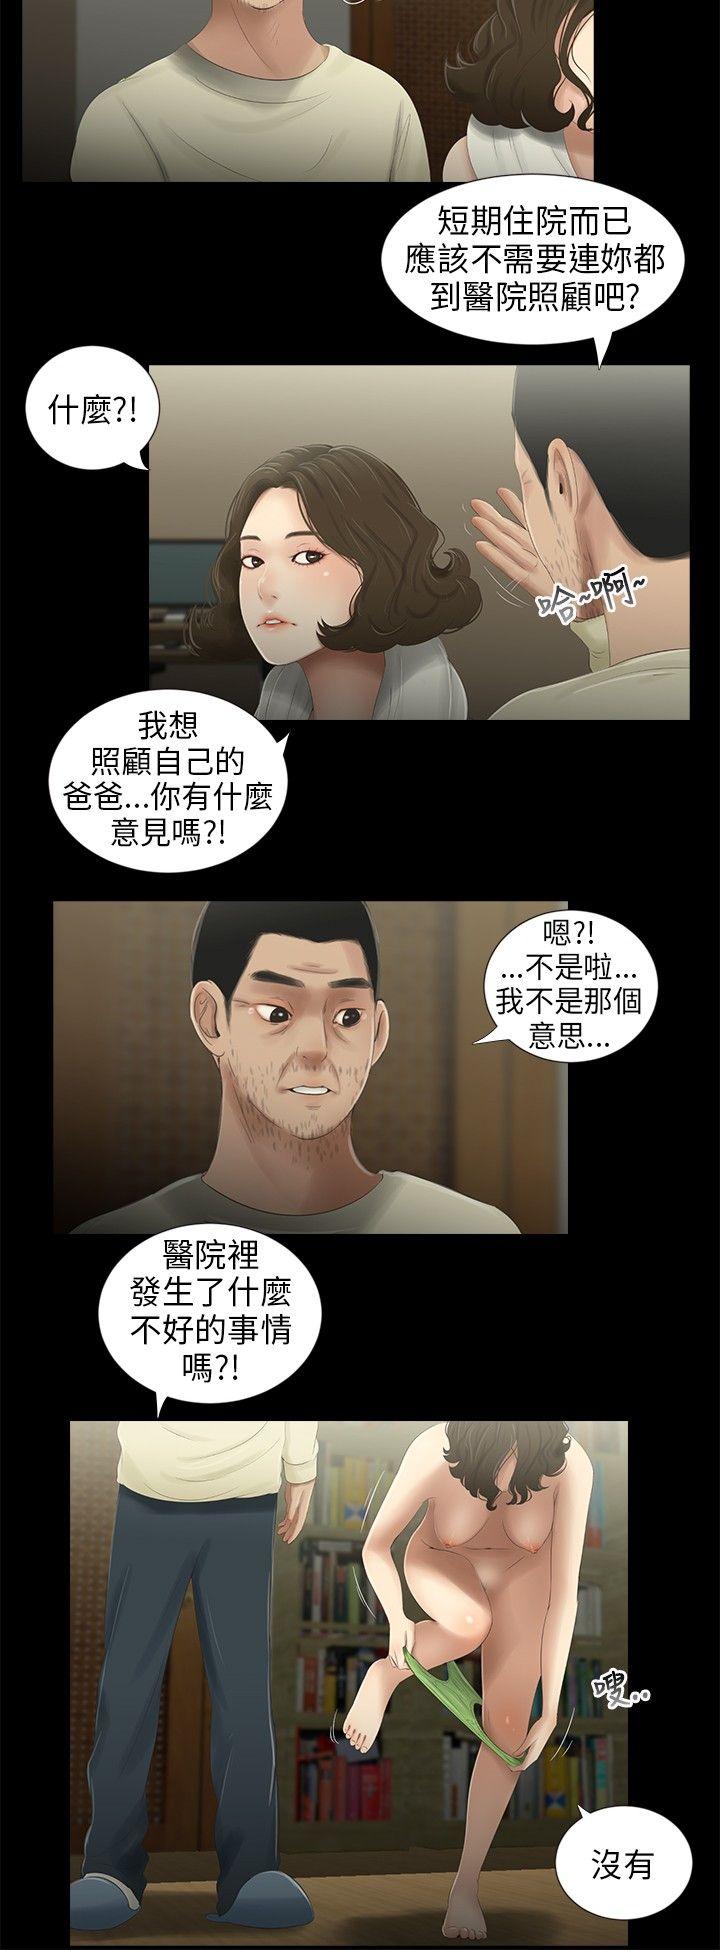 短期住院而已
應該不需要連妳都
到醫院照顧吧?
什麼?!
哈~啊~
我想
照顧自己的
爸爸...你有什麼
意見嗎?!
嗯?!
...不是啦...
我不是那個
意思...
醫院裡
發生了什麼
不好的事情
嗎?!
嗖..
沒有